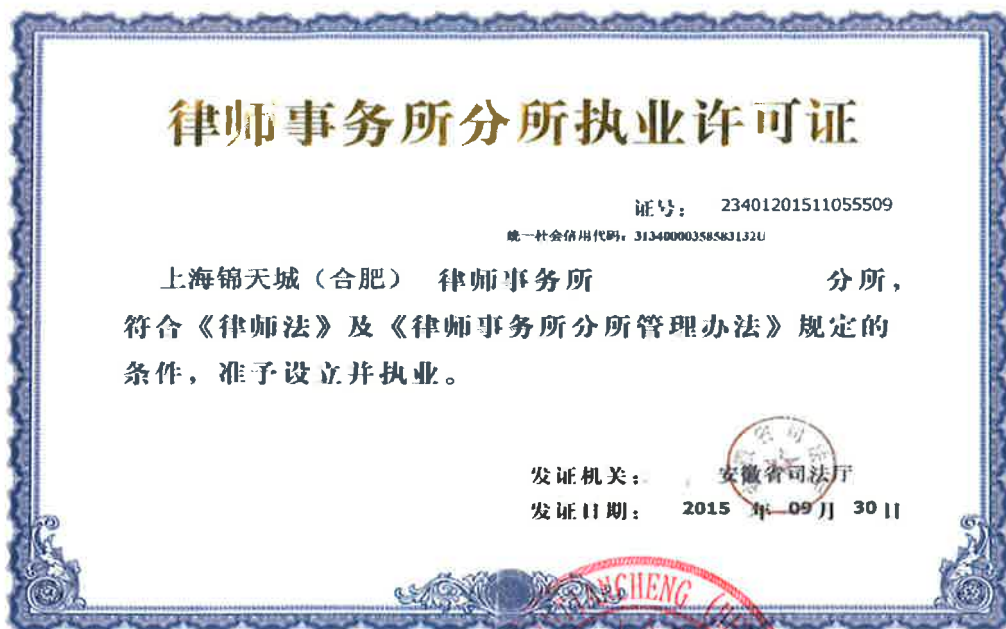 律师事务所分所执业许可证
证号： 23401201511055509
统一社会信用代码：31340000358583132U
上海锦天城（合肥） 律师事务所 分所，
符合《律师法》及《律师事务所分所管理办法》规定的
条件，准予设立并执业。
发证机关： 安徽省司法厅
发证日期： 2015 年 09 月 30 日